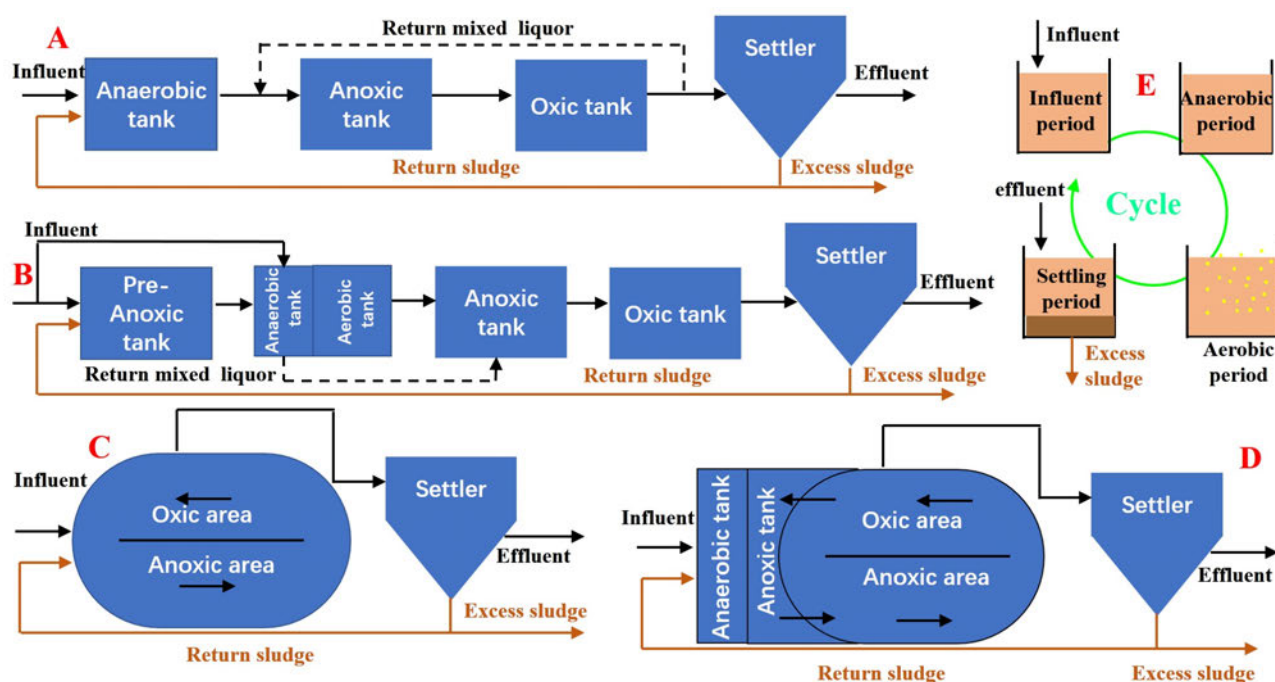 A
Influent
Anaerobic
tank
Return mixed liquor
Anoxic
tank
Oxic tank
Settler
Effluent
Return sludge
Excess sludge
B
Influent
Pre-
Anoxic
tank
Anaerobic
tank
Aerobic
tank
Anoxic
tank
Oxic tank
Settler
Effluent
Return mixed liquor
Return sludge
Excess sludge
E
Influent
Influent
period
Anaerobic
period
Cycle
effluent
Settling
period
Excess
sludge
Aerobic
period
C
Influent
Oxic area
Anoxic area
Settler
Effluent
Excess sludge
Return sludge
D
Influent
Anaerobic tank
Anoxic tank
Oxic area
Anoxic area
Settler
Effluent
Return sludge
Excess sludge